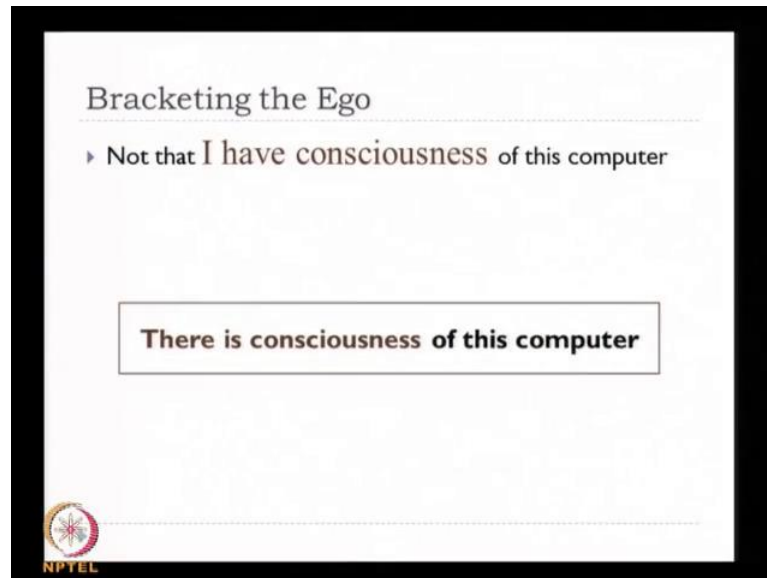 Bracketing the Ego
Not that I have consciousness of this computer
There is consciousness of this computer
NPTEL